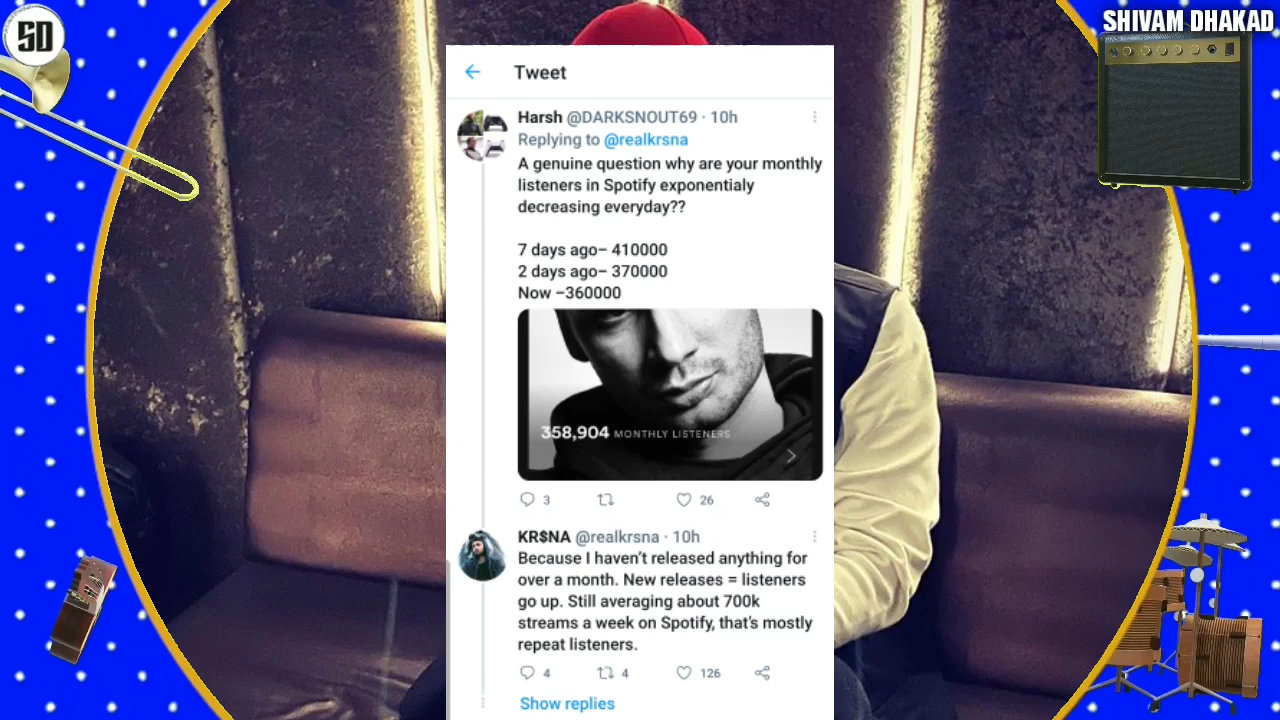 SD
SHIVAM DHAKAD
Tweet
Harsh @DARKSNOUT69 · 10h
Replying to @realkrsna
A genuine question why are your monthly
listeners in Spotify exponentialy
decreasing everyday??
7 days ago– 410000
2 days ago– 370000
Now –360000
358,904 MONTHLY LISTENERS
3
26
KR$NA @realkrsna · 10h
Because I haven't released anything for
over a month. New releases = listeners
go up. Still averaging about 700k
streams a week on Spotify, that's mostly
repeat listeners.
4
4
126
Show replies